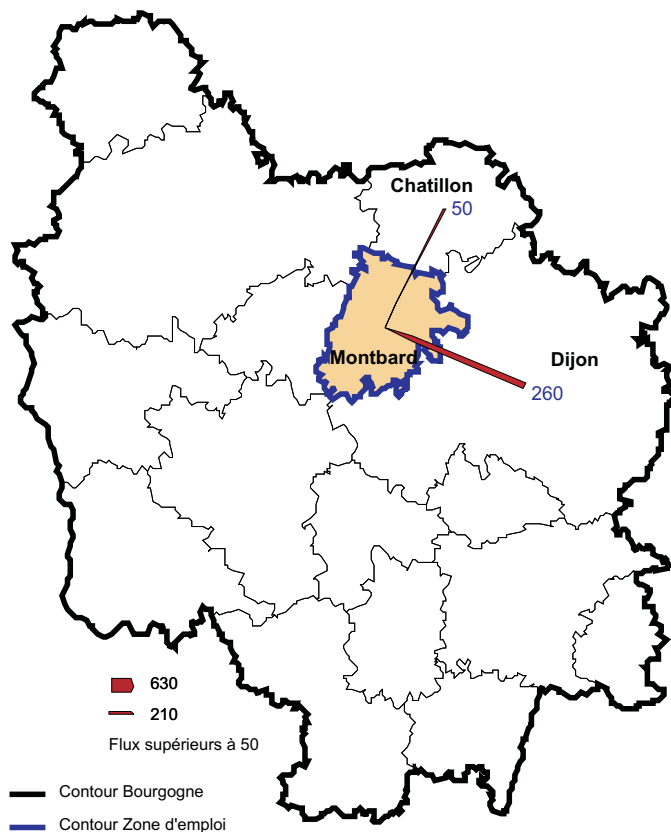 Chatillon
50
Montbard
Dijon
260
630
210
Flux supérieurs à 50
Contour Bourgogne
Contour Zone d'emploi